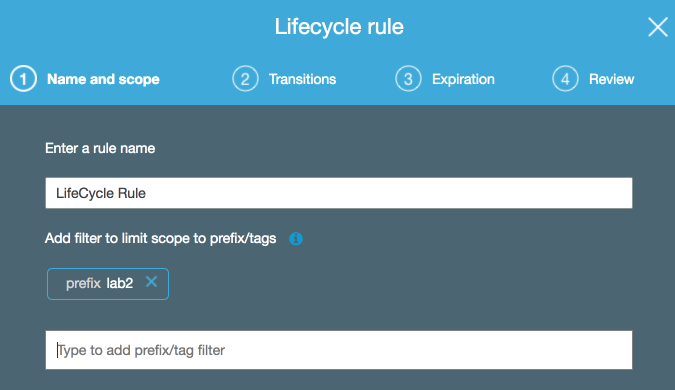 Lifecycle rule
1 Name and scope 2 Transitions 3 Expiration 4 Review
Enter a rule name
LifeCycle Rule
Add filter to limit scope to prefix/tags
prefix lab2
Type to add prefix/tag filter